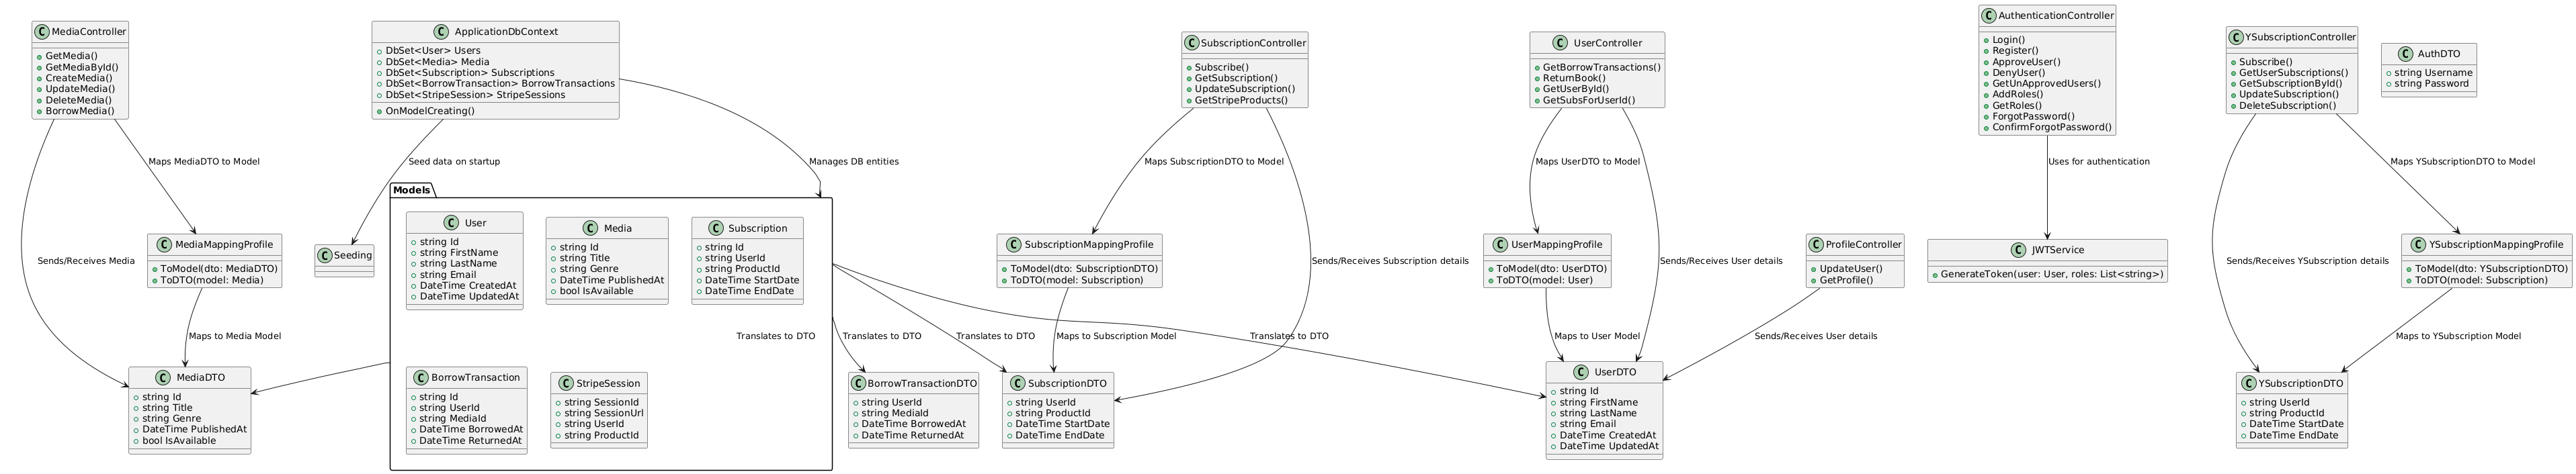 C MediaController
GetMedia()
GetMediaById()
CreateMedia()
UpdateMedia()
DeleteMedia()
BorrowMedia()
C ApplicationDbContext
DbSet<User> Users
DbSet<Media> Media
DbSet<Subscription> Subscriptions
DbSet<BorrowTransaction> BorrowTransactions
DbSet<StripeSession> StripeSessions
OnModelCreating()
C SubscriptionController
Subscribe()
GetSubscription()
UpdateSubscription()
GetStripeProducts()
C UserController
GetBorrowTransactions()
ReturnBook()
GetUserById()
GetSubsForUserId()
C AuthenticationController
Login()
Register()
ApproveUser()
DenyUser()
GetUnApprovedUsers()
AddRoles()
GetRoles()
ForgotPassword()
ConfirmForgotPassword()
C YSubscriptionController
Subscribe()
GetUserSubscriptions()
GetSubscriptionById()
UpdateSubscription()
DeleteSubscription()
C AuthDTO
string Username
string Password
Maps MediaDTO to Model
Seed data on startup
Manages DB entities
Maps SubscriptionDTO to Model
Maps UserDTO to Model
Uses for authentication
Maps YSubscriptionDTO to Model
Sends/Receives Media
C MediaMappingProfile
ToModel(dto: MediaDTO)
ToDTO(model: Media)
C Seeding
Models
C User
string Id
string FirstName
string LastName
string Email
DateTime CreatedAt
DateTime UpdatedAt
C Media
string Id
string Title
string Genre
DateTime PublishedAt
bool IsAvailable
C Subscription
string Id
string UserId
string ProductId
DateTime StartDate
DateTime EndDate
C SubscriptionMappingProfile
ToModel(dto: SubscriptionDTO)
ToDTO(model: Subscription)
Sends/Receives Subscription details
C UserMappingProfile
ToModel(dto: UserDTO)
ToDTO(model: User)
Sends/Receives User details
C ProfileController
UpdateUser()
GetProfile()
C JWTService
GenerateToken(user: User, roles: List<string>)
Sends/Receives YSubscription details
C YSubscriptionMappingProfile
ToModel(dto: YSubscriptionDTO)
ToDTO(model: Subscription)
Maps to Media Model
Translates to DTO
Translates to DTO
Translates to DTO
Maps to Subscription Model
Translates to DTO
Maps to User Model
Sends/Receives User details
Maps to YSubscription Model
C MediaDTO
string Id
string Title
string Genre
DateTime PublishedAt
bool IsAvailable
C BorrowTransaction
string Id
string UserId
string MediaId
DateTime BorrowedAt
DateTime ReturnedAt
C StripeSession
string SessionId
string SessionUrl
string UserId
string ProductId
C BorrowTransactionDTO
string UserId
string MediaId
DateTime BorrowedAt
DateTime ReturnedAt
C SubscriptionDTO
string UserId
string ProductId
DateTime StartDate
DateTime EndDate
C UserDTO
string Id
string FirstName
string LastName
string Email
DateTime CreatedAt
DateTime UpdatedAt
C YSubscriptionDTO
string UserId
string ProductId
DateTime StartDate
DateTime EndDate